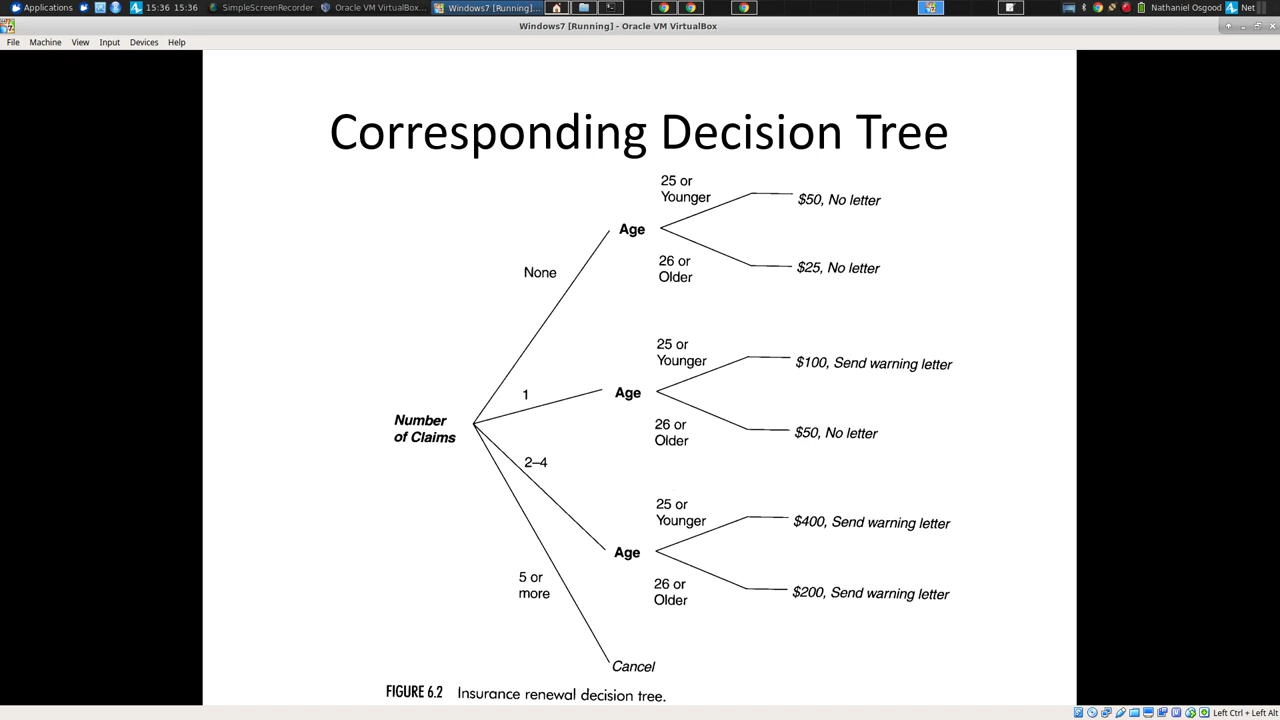 Applications
15:36 15:36
SimpleScreenRecorder
Oracle VM VirtualBox...
Windows7 [Running]...
Nathaniel Osgood
Net
Windows7 [Running] - Oracle VM VirtualBox
File Machine View Input Devices Help
Corresponding Decision Tree
25 or
Younger
$50, No letter
Age
None
26 or
Older
$25, No letter
25 or
Younger
$100, Send warning letter
1
Age
Number
of Claims
26 or
Older
$50, No letter
2–4
25 or
Younger
$400, Send warning letter
Age
5 or
more
26 or
Older
$200, Send warning letter
Cancel
FIGURE 6.2 Insurance renewal decision tree.
Left Ctrl + Left Alt